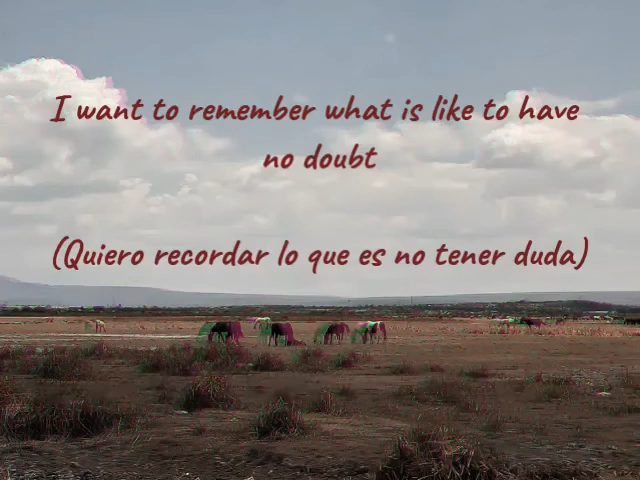 I want to remember what is like to have
no doubt
(Quiero recordar lo que es no tener duda)